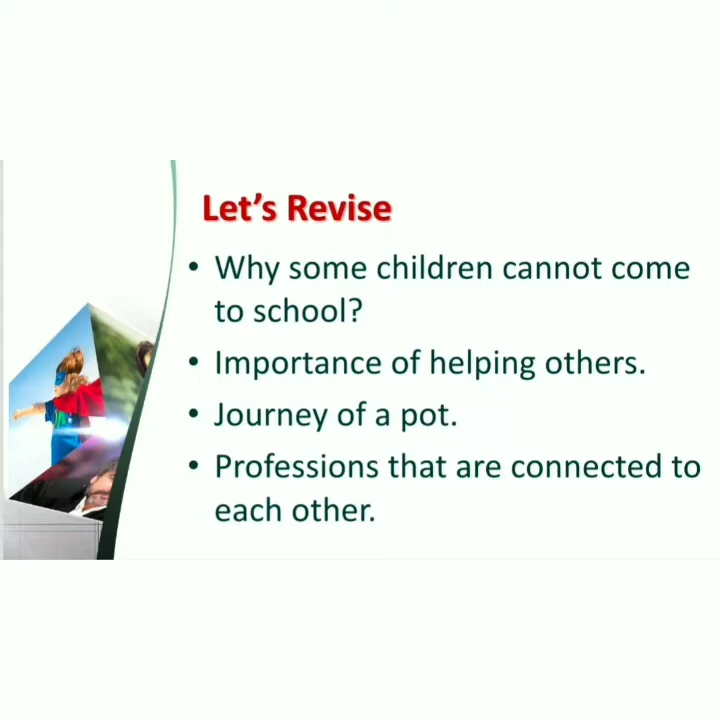 Let's Revise
• Why some children cannot come
to school?
• Importance of helping others.
• Journey of a pot.
• Professions that are connected to
each other.